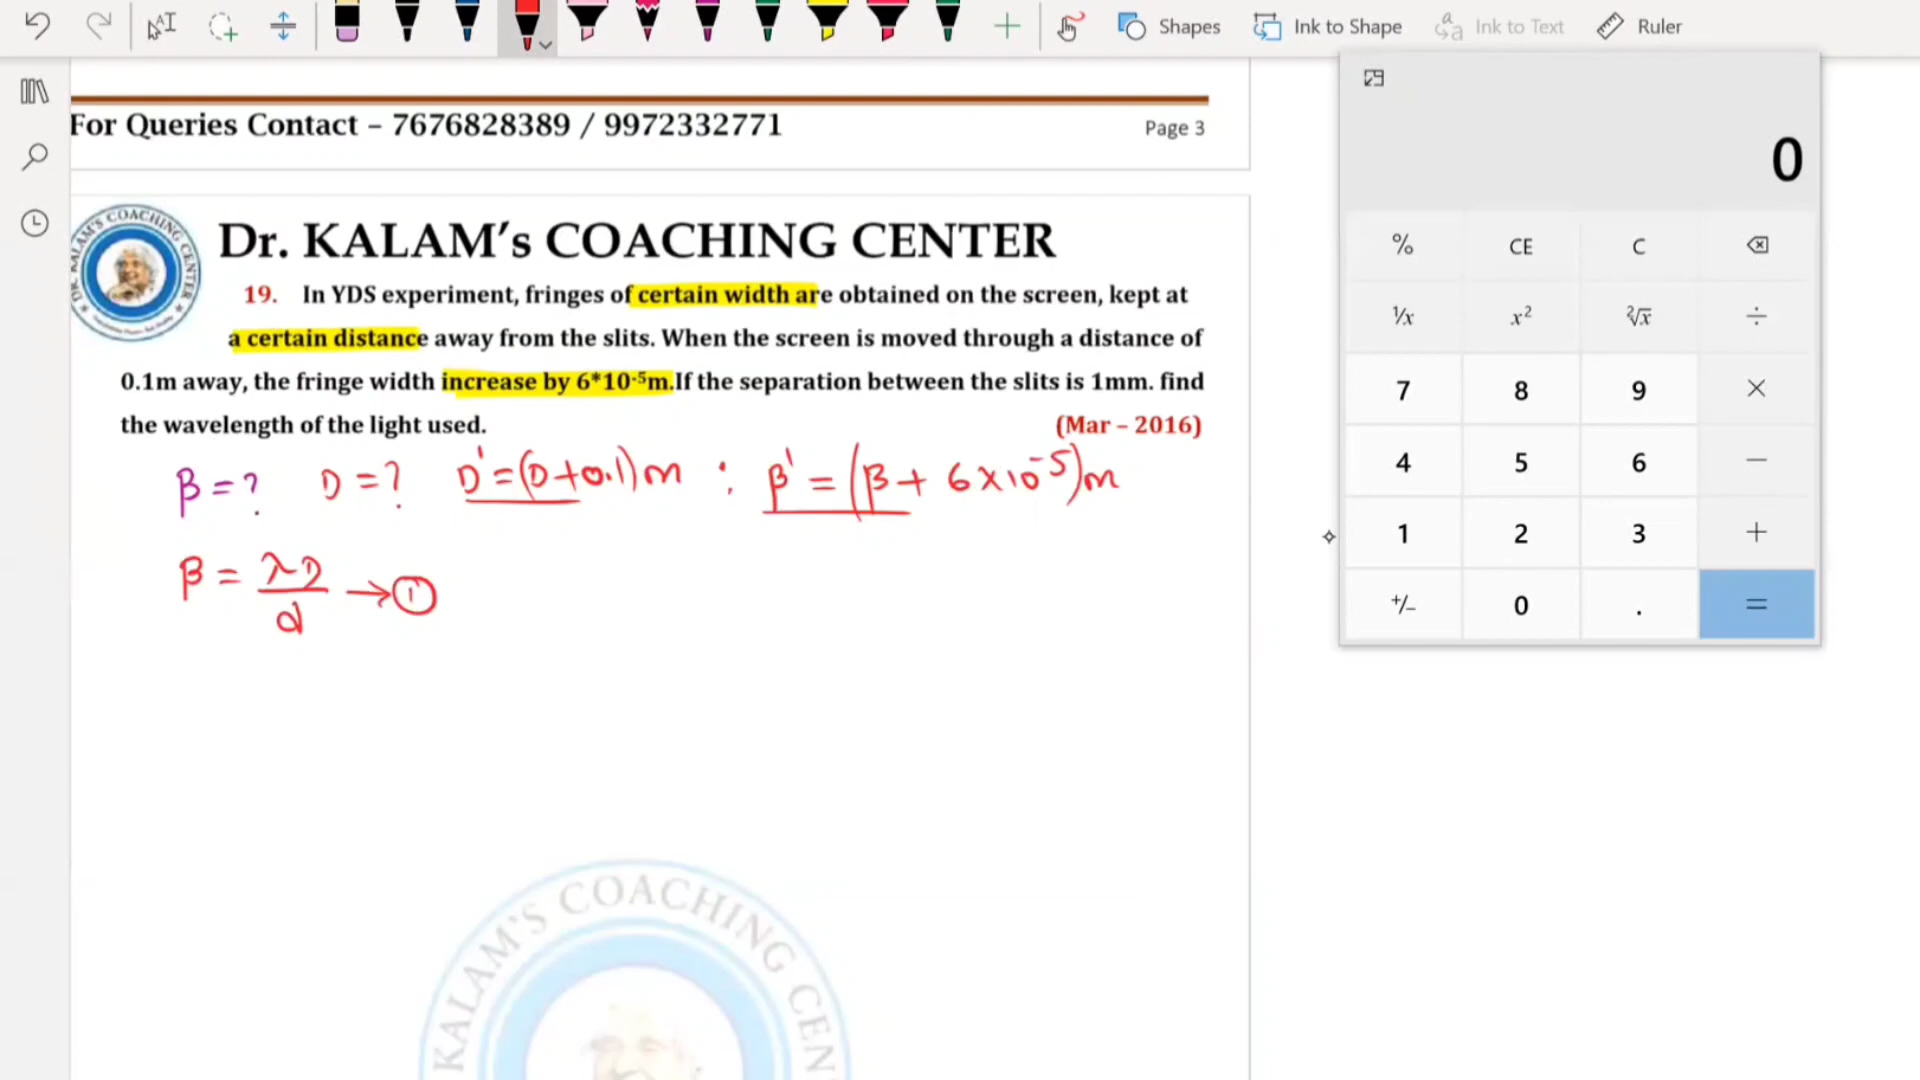 Shapes Ink to Shape Ink to Text Ruler
For Queries Contact – 7676828389 / 9972332771
Page 3
Dr. KALAM's COACHING CENTER
19. In YDS experiment, fringes of certain width are obtained on the screen, kept at
a certain distance away from the slits. When the screen is moved through a distance of
0.1m away, the fringe width increase by 6*10⁻⁵m.If the separation between the slits is 1mm. find
the wavelength of the light used. (Mar – 2016)
β = ? D = ? D' = (D + 0.1) m : β' = (β + 6 × 10⁻⁵) m
β = λD/d → ①
KALAM'S COACHING CEN
0
% CE C
¹/x x² ²√x ÷
7 8 9 ×
4 5 6 −
1 2 3 +
+/− 0 . =